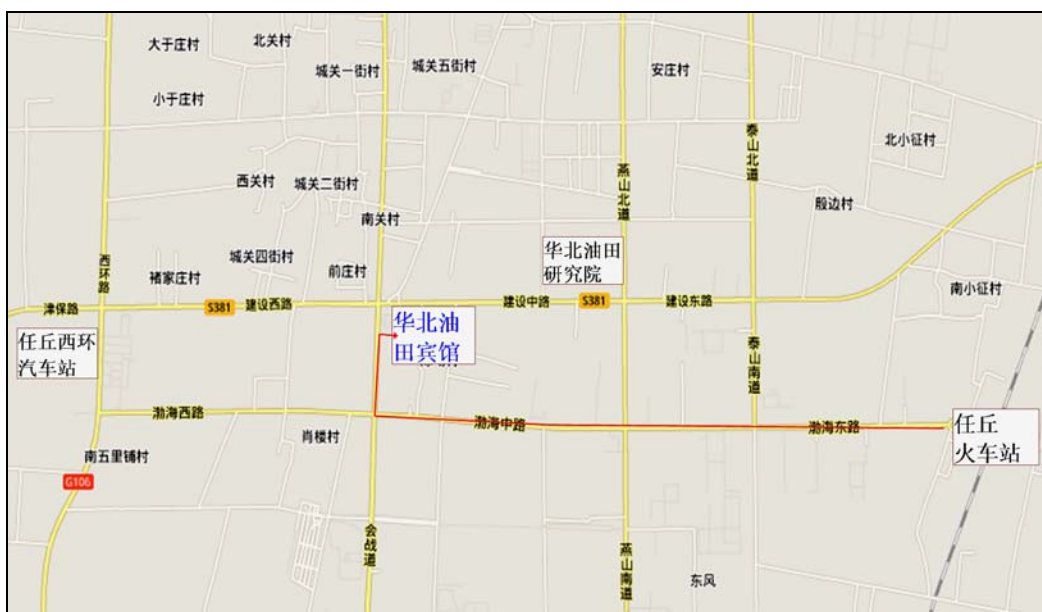 大于庄村
北关村
城关一街村
城关五街村
安庄村
小于庄村
泰山北道
北小征村
燕山北道
西关村
城关二街村
殷边村
南关村
华北油田
研究院
西环路
城关四街村
褚家庄村
前庄村
南小征村
津保路
S381
建设西路
建设中路
S381
建设东路
华北油
田宾馆
任丘西环
汽车站
泰山南道
渤海西路
渤海中路
渤海东路
任丘
火车站
肖楼村
南五里铺村
G106
会战道
燕山南道
东风